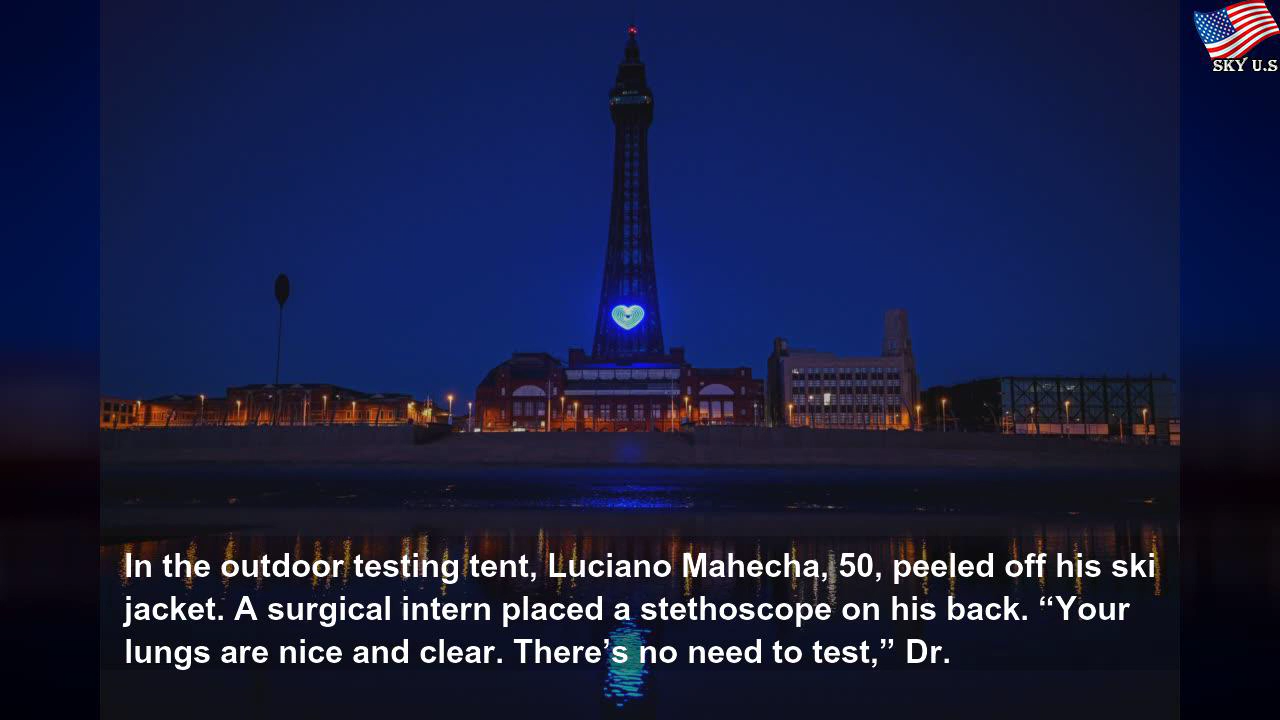 SKY U.S
In the outdoor testing tent, Luciano Mahecha, 50, peeled off his ski
jacket. A surgical intern placed a stethoscope on his back. “Your
lungs are nice and clear. There’s no need to test,’’ Dr.